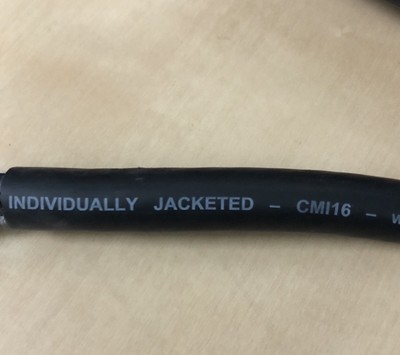 INDIVIDUALLY JACKETED – CMI16 –